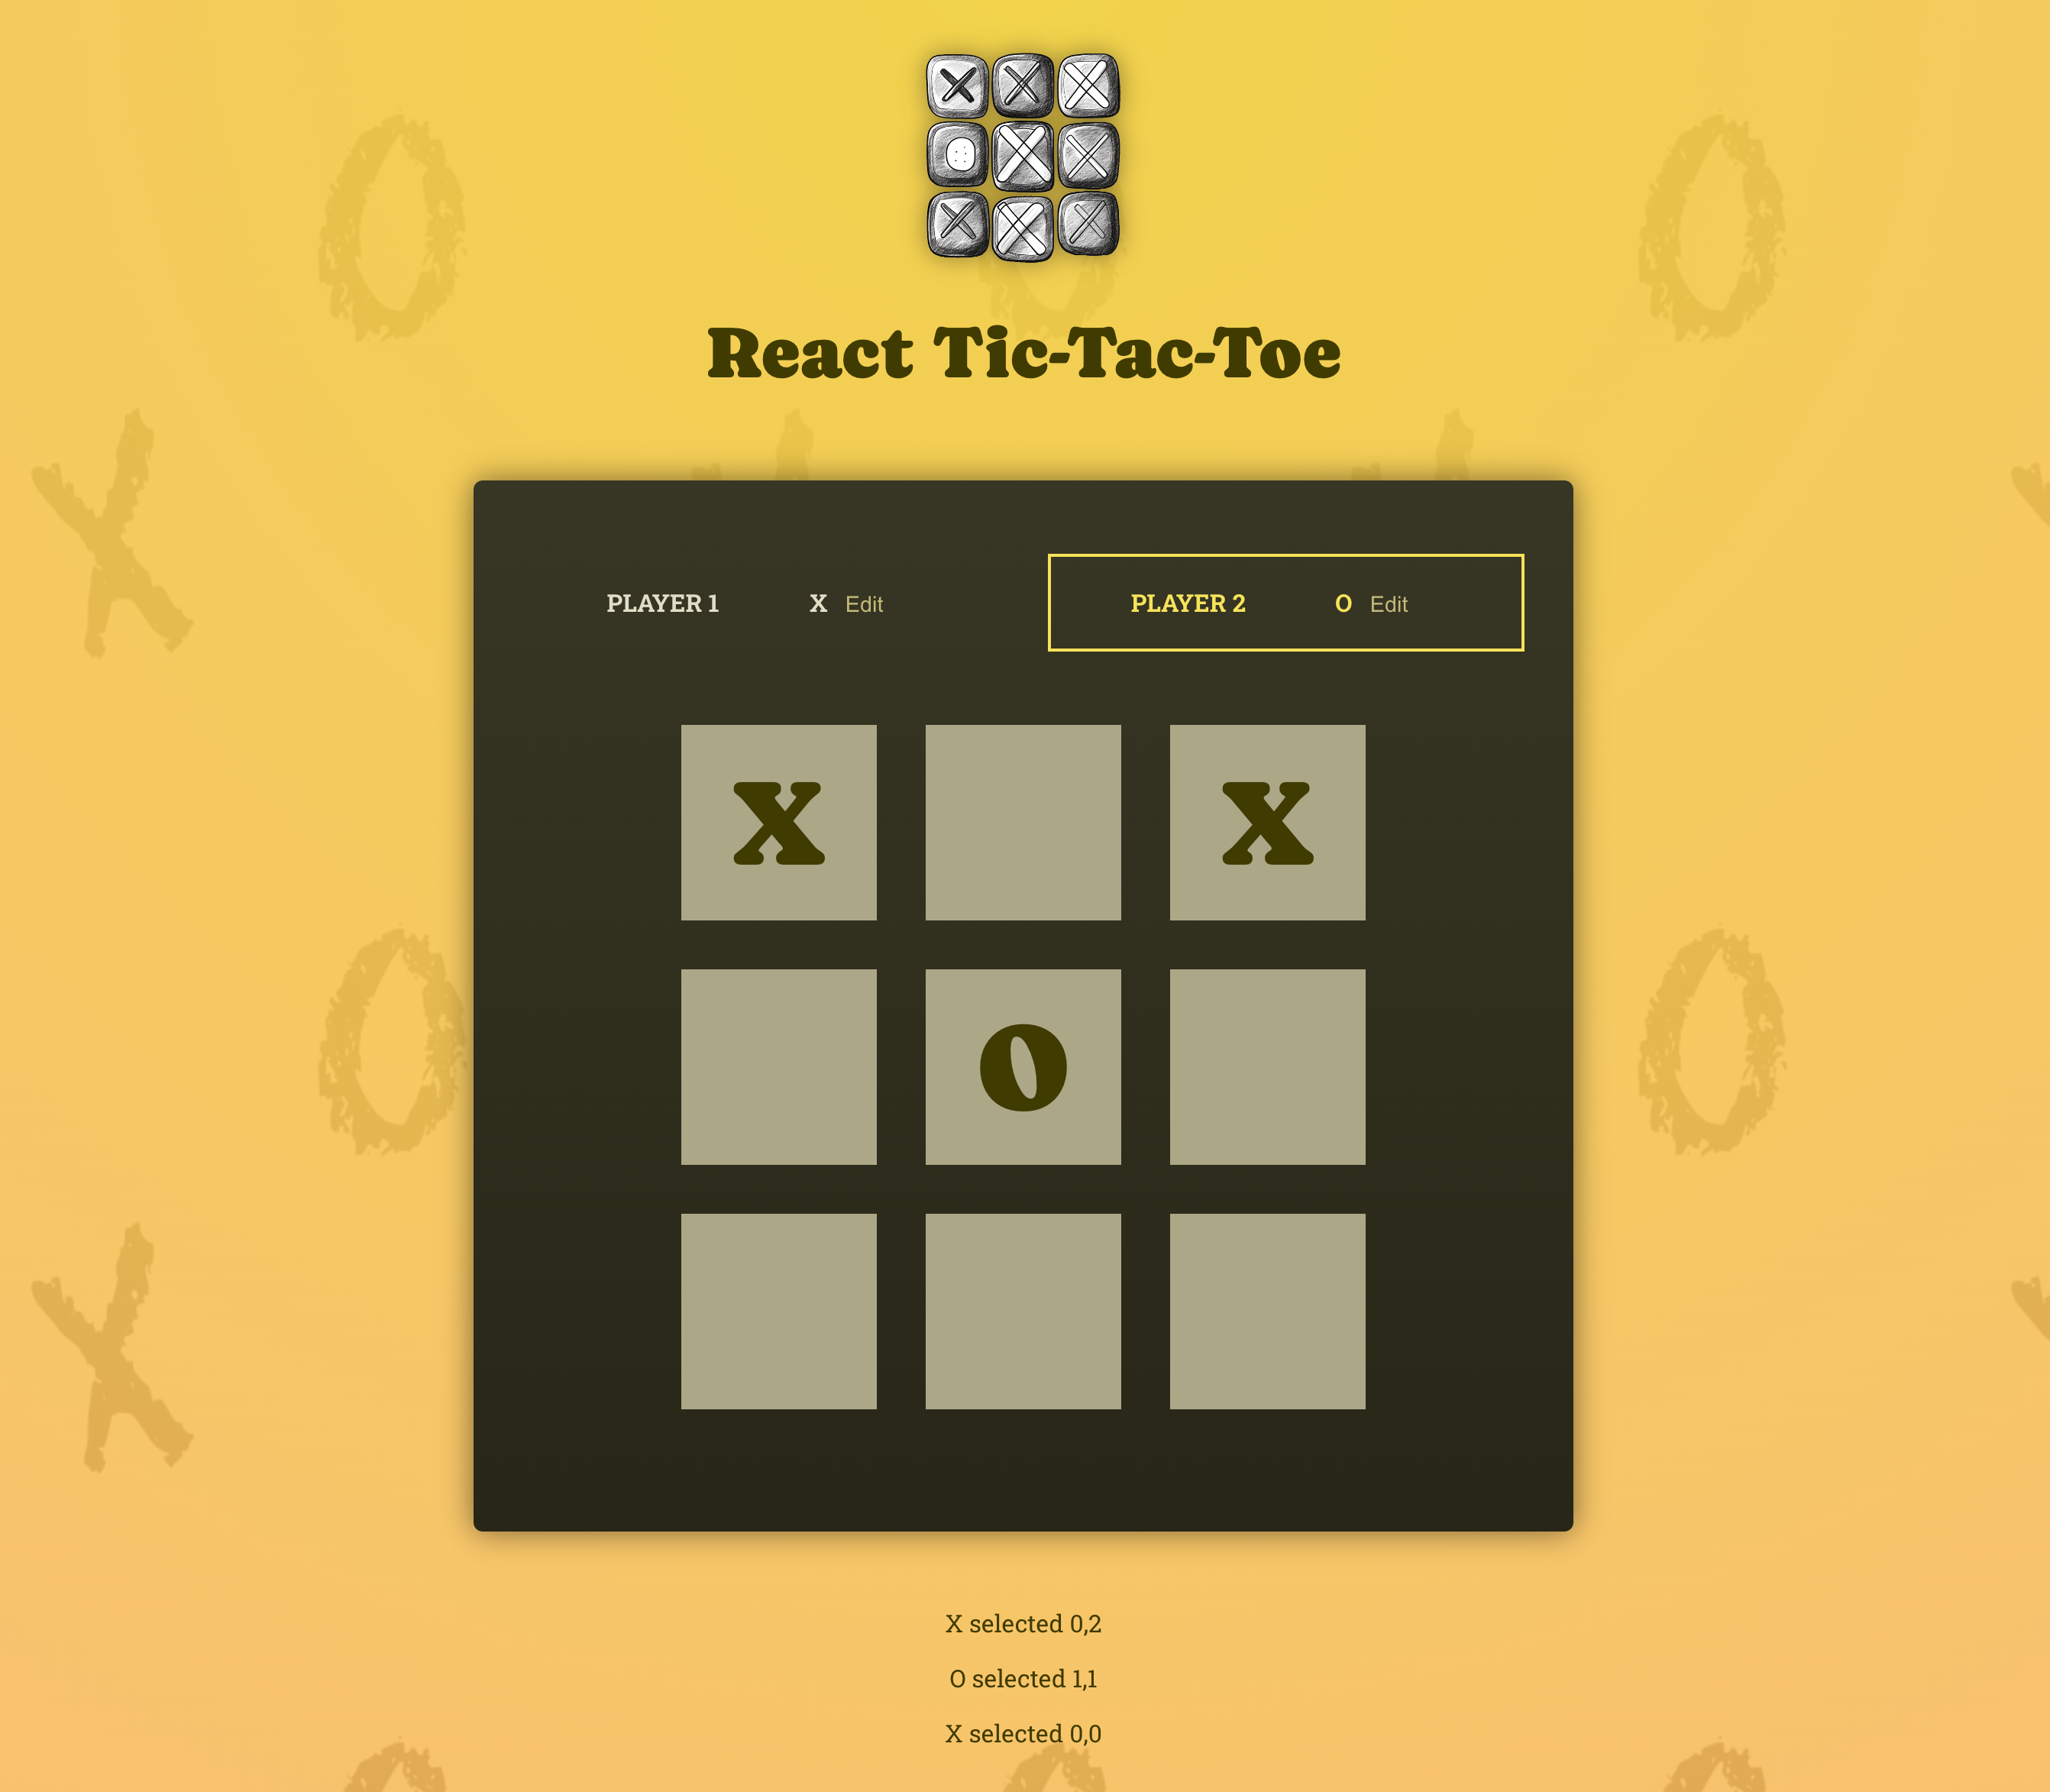 React Tic-Tac-Toe
PLAYER 1 X Edit PLAYER 2 O Edit
X X
O
X selected 0,2
O selected 1,1
X selected 0,0